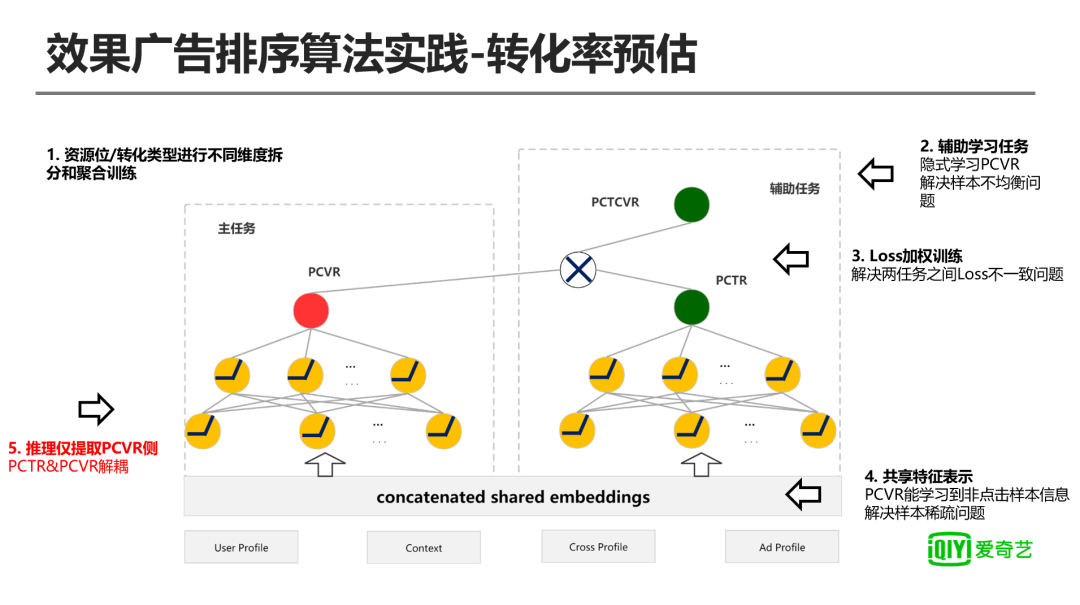 效果广告排序算法实践-转化率预估
1. 资源位/转化类型进行不同维度拆
分和聚合训练
2. 辅助学习任务
隐式学习PCVR
解决样本不均衡问
题
辅助任务
PCTCVR
主任务
3. Loss加权训练
解决两任务之间Loss不一致问题
PCVR
PCTR
...
...
...
...
...
...
...
...
5. 推理仅提取PCVR侧
PCTR&PCVR解耦
4. 共享特征表示
PCVR能学习到非点击样本信息
解决样本稀疏问题
concatenated shared embeddings
User Profile
Context
Cross Profile
Ad Profile
iQIYI 爱奇艺